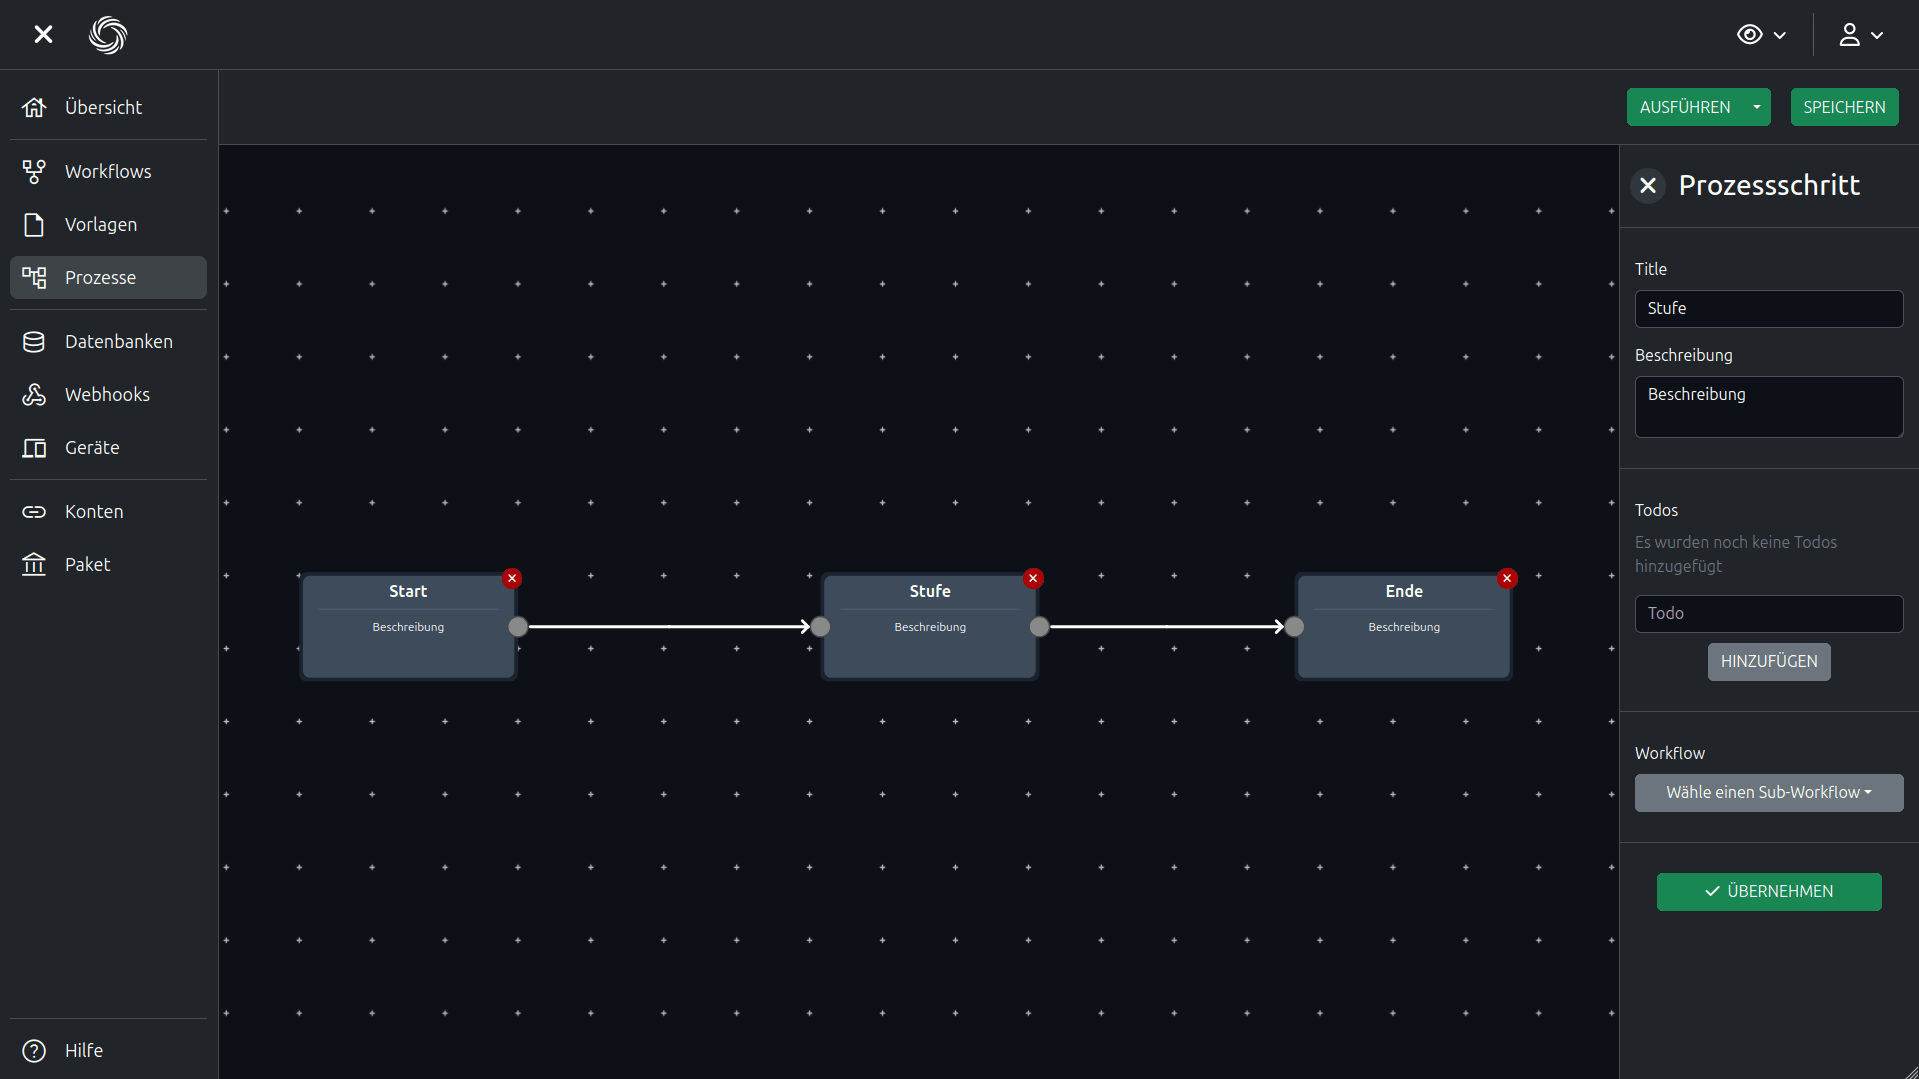 Übersicht
Workflows
Vorlagen
Prozesse
Datenbanken
Webhooks
Geräte
Konten
Paket
Hilfe
AUSFÜHREN
SPEICHERN
Start
Beschreibung
Stufe
Beschreibung
Ende
Beschreibung
Prozessschritt
Title
Stufe
Beschreibung
Beschreibung
Todos
Es wurden noch keine Todos
hinzugefügt
Todo
HINZUFÜGEN
Workflow
Wähle einen Sub-Workflow
ÜBERNEHMEN